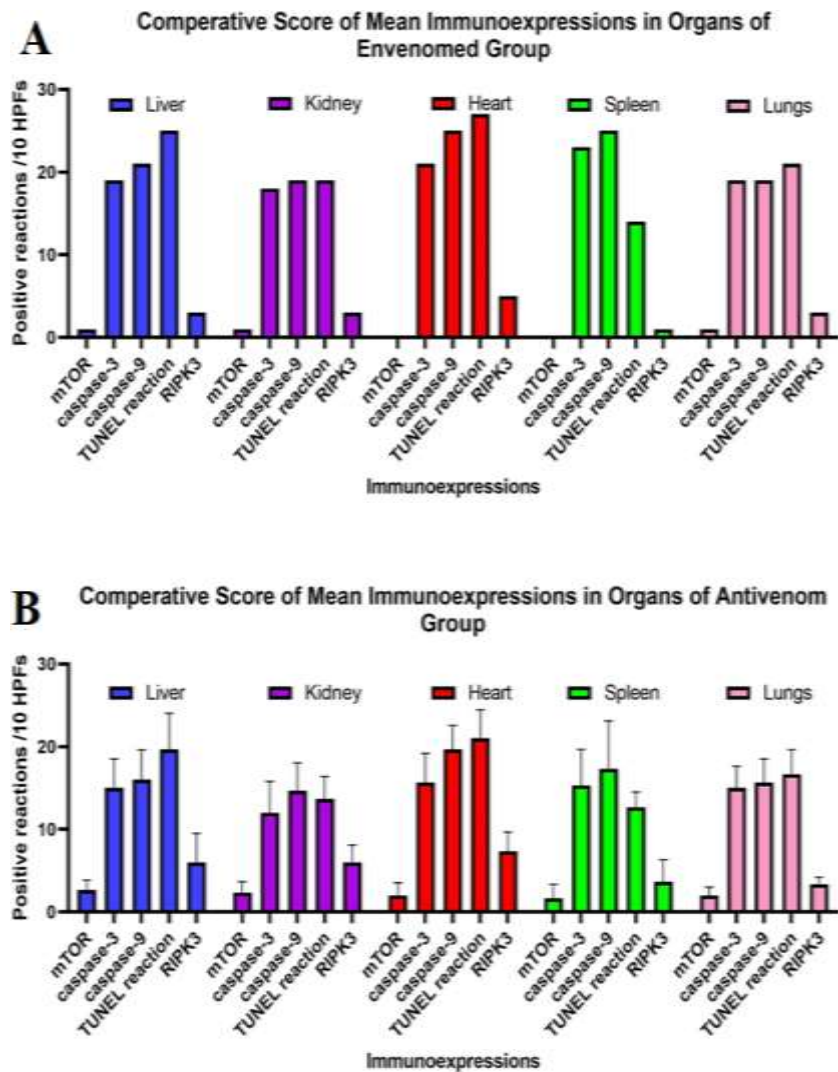 A
Comperative Score of Mean Immunoexpressions in Organs of
Envenomed Group
Positive reactions /10 HPFs
30
20
10
0
Liver
Kidney
Heart
Spleen
Lungs
mTOR
caspase-3
caspase-9
TUNEL reaction
RIPK3
mTOR
caspase-3
caspase-9
TUNEL reaction
RIPK3
mTOR
caspase-3
caspase-9
TUNEL reaction
RIPK3
mTOR
caspase-3
caspase-9
TUNEL reaction
RIPK3
mTOR
caspase-3
caspase-9
TUNEL reaction
RIPK3
Immunoexpressions
B
Comperative Score of Mean Immunoexpressions in Organs of Antivenom
Group
Positive reactions /10 HPFs
30
20
10
0
Liver
Kidney
Heart
Spleen
Lungs
mTOR
caspase-3
caspase-9
TUNEL reaction
RIPK3
mTOR
caspase-3
caspase-9
TUNEL reaction
RIPK3
mTOR
caspase-3
caspase-9
TUNEL reaction
RIPK3
mTOR
caspase-3
caspase-9
TUNEL reaction
RIPK3
mTOR
caspase-3
caspase-9
TUNEL reaction
RIPK3
Immunoexpressions